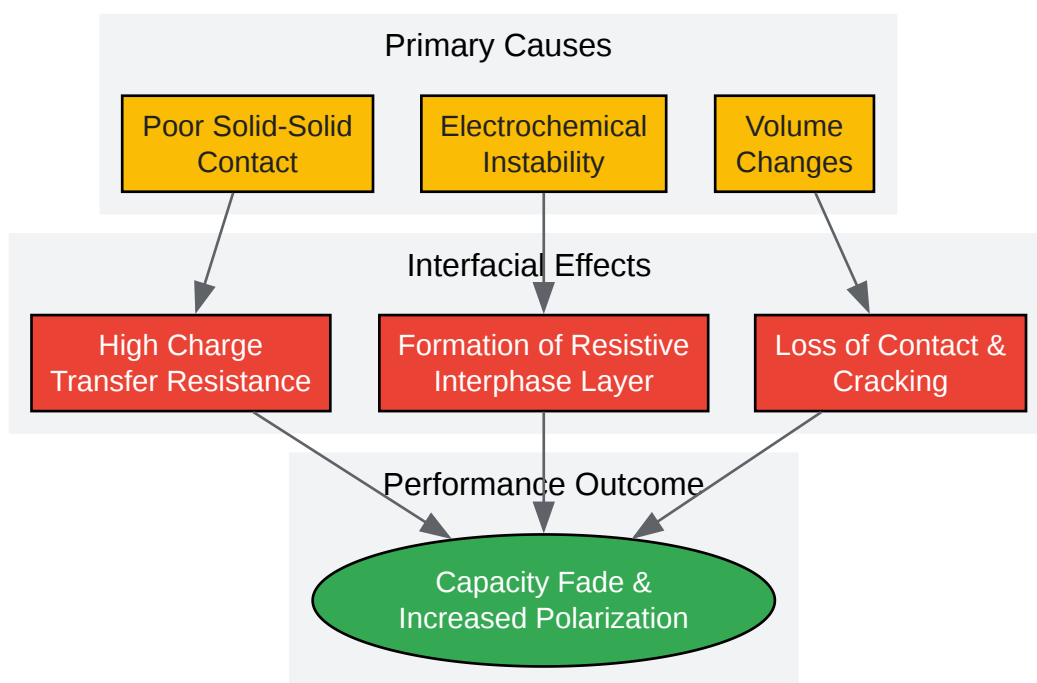 Primary Causes
Poor Solid-Solid
Contact
Electrochemical
Instability
Volume
Changes
Interfacial Effects
High Charge
Transfer Resistance
Formation of Resistive
Interphase Layer
Loss of Contact &
Cracking
Performance Outcome
Capacity Fade &
Increased Polarization